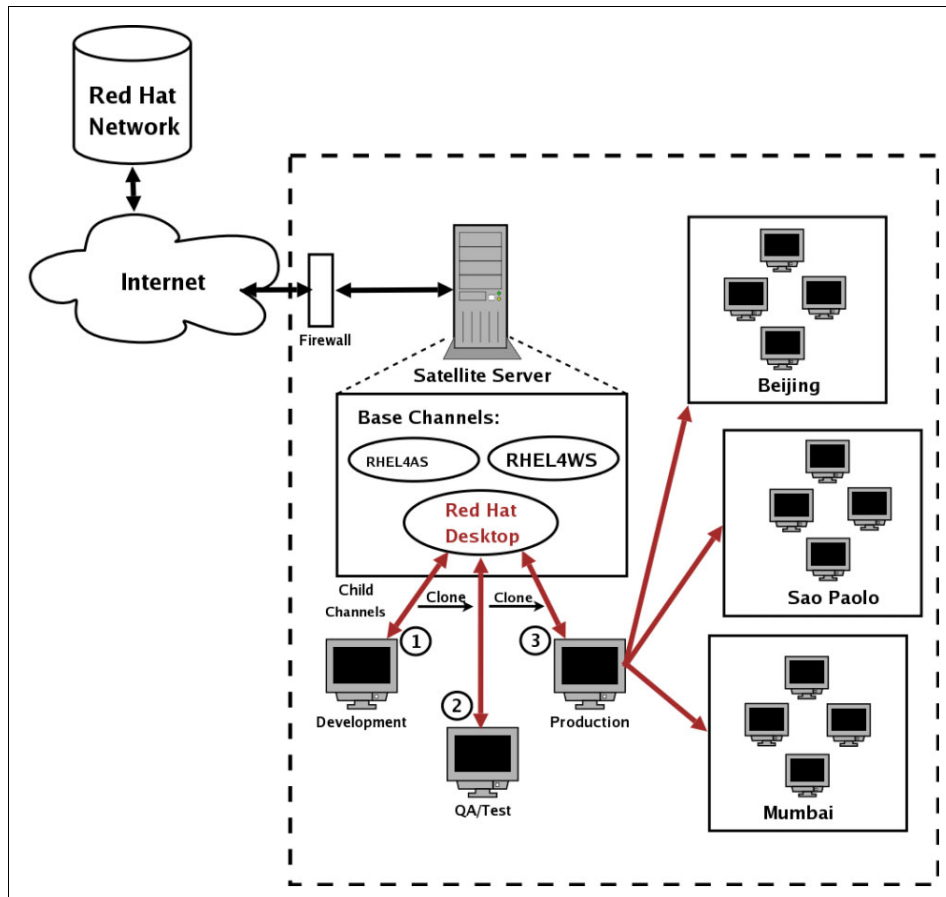 Red Hat
Network
Internet
Firewall
Satellite Server
Base Channels:
RHEL4AS
RHEL4WS
Red Hat
Desktop
Child
Channels
Clone
Clone
1
2
3
Development
QA/Test
Production
Beijing
Sao Paolo
Mumbai